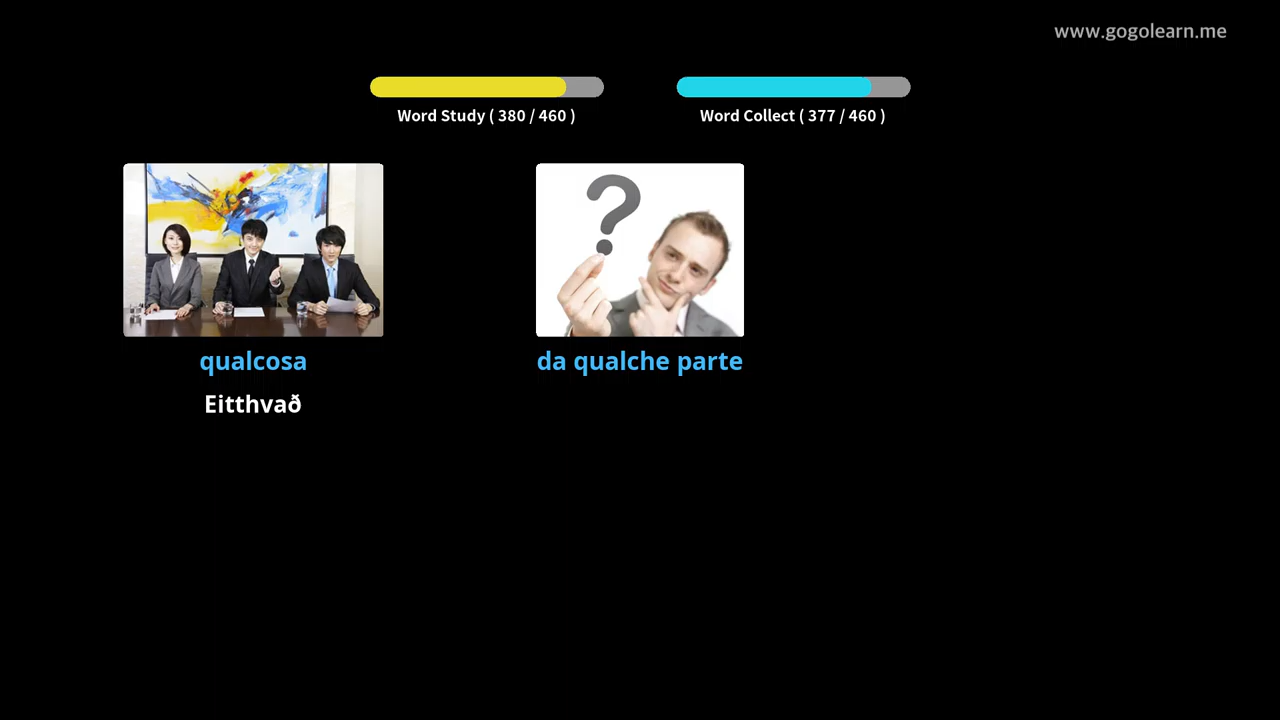 www.gogolearn.me
Word Study ( 380 / 460 )
Word Collect ( 377 / 460 )
qualcosa
Eitthvað
da qualche parte